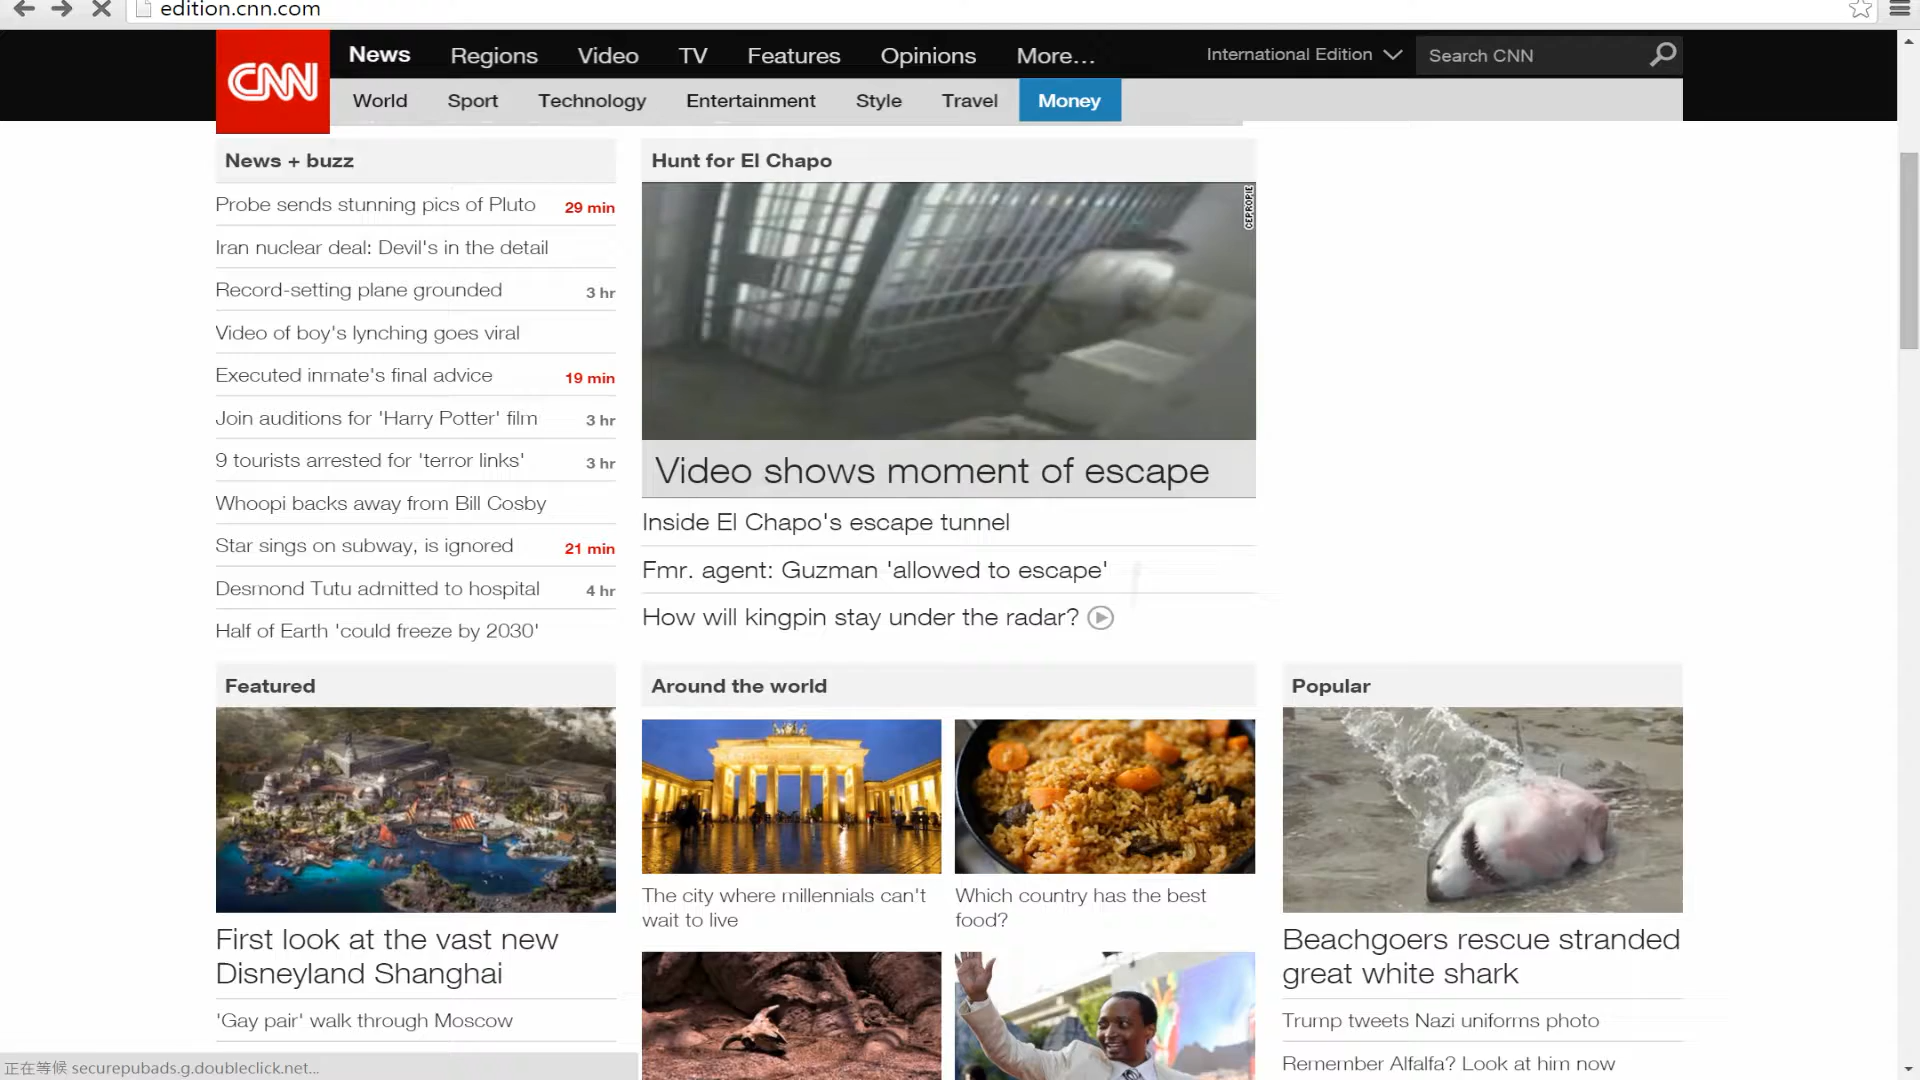 edition.cnn.com
CNN
News Regions Video TV Features Opinions More... International Edition Search CNN
World Sport Technology Entertainment Style Travel Money
News + buzz
Probe sends stunning pics of Pluto 29 min
Iran nuclear deal: Devil's in the detail
Record-setting plane grounded 3 hr
Video of boy's lynching goes viral
Executed inmate's final advice 19 min
Join auditions for 'Harry Potter' film 3 hr
9 tourists arrested for 'terror links' 3 hr
Whoopi backs away from Bill Cosby
Star sings on subway, is ignored 21 min
Desmond Tutu admitted to hospital 4 hr
Half of Earth 'could freeze by 2030'
Hunt for El Chapo
CEPROPIE
Video shows moment of escape
Inside El Chapo's escape tunnel
Fmr. agent: Guzman 'allowed to escape'
How will kingpin stay under the radar?
Featured
First look at the vast new
Disneyland Shanghai
'Gay pair' walk through Moscow
Around the world
The city where millennials can't
wait to live
Which country has the best
food?
Popular
Beachgoers rescue stranded
great white shark
Trump tweets Nazi uniforms photo
Remember Alfalfa? Look at him now
正在等候 securepubads.g.doubleclick.net...